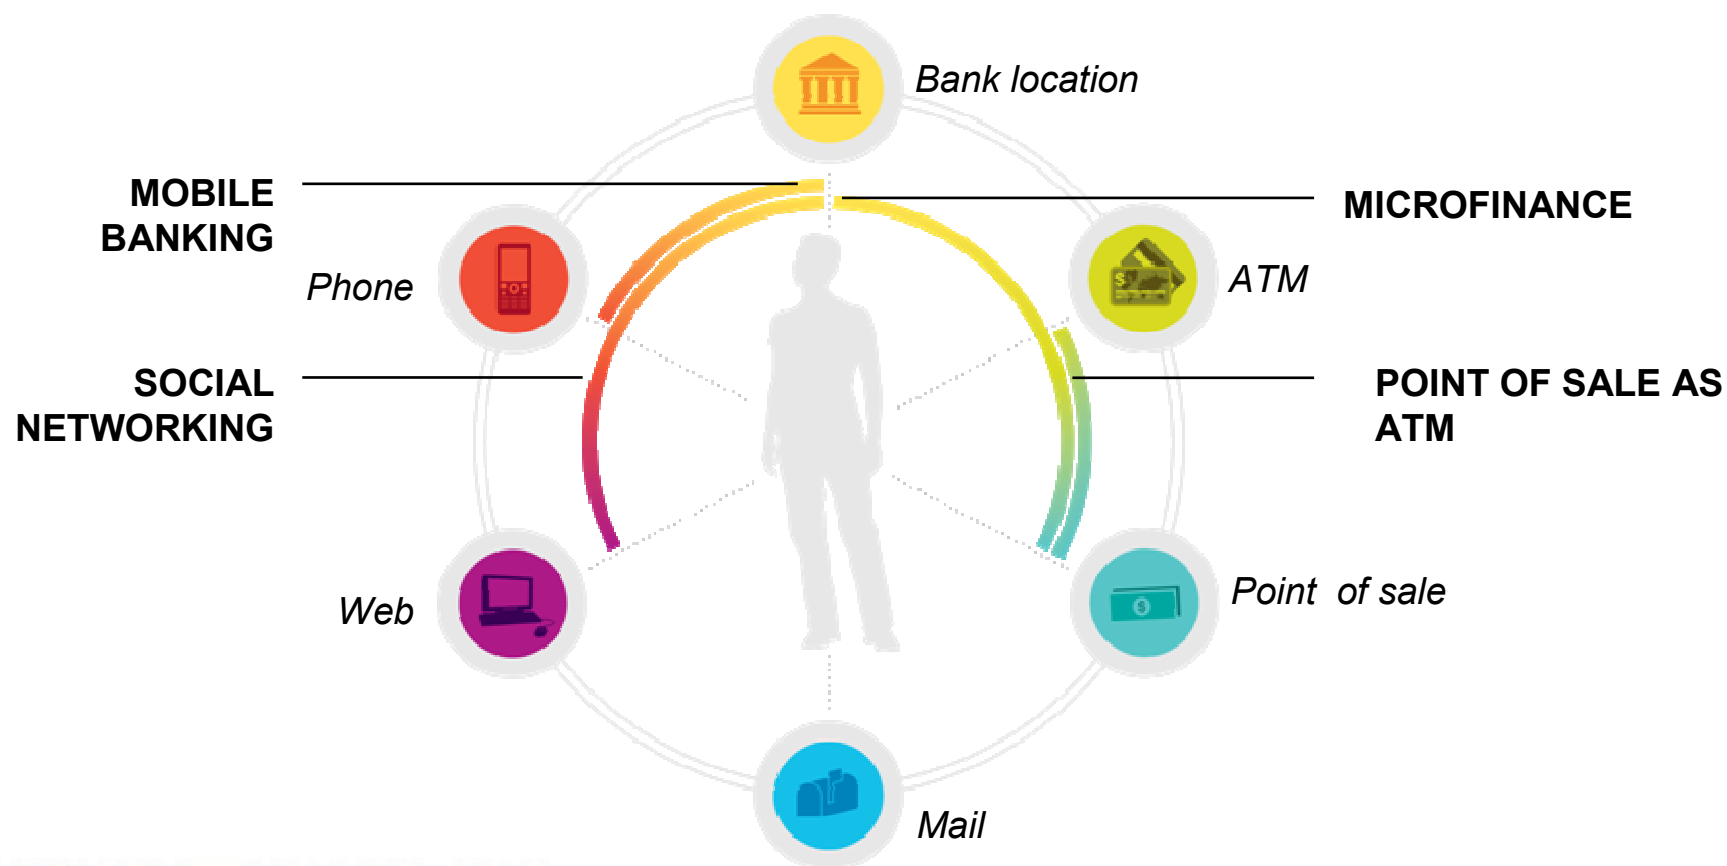 Bank location
MOBILE
BANKING
MICROFINANCE
Phone
ATM
SOCIAL
NETWORKING
POINT OF SALE AS
ATM
Web
Point of sale
Mail